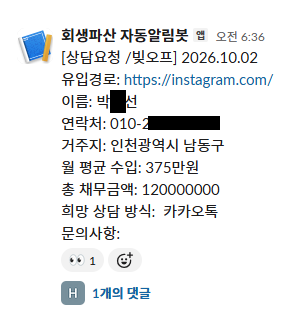 회생파산 자동알림봇 앱 오전 6:36
[상담요청 /빚오프] 2026.10.02
유입경로: https://instagram.com/
이름: 박 선
연락처: 010-2
거주지: 인천광역시 남동구
월 평균 수입: 375만원
총 채무금액: 120000000
희망 상담 방식: 카카오톡
문의사항:
👀 1
H 1개의 댓글